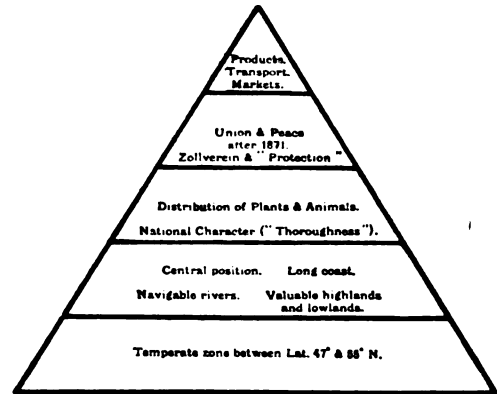 Products.
Transport.
Markets.
Union & Peace
after 1871.
Zollverein & "Protection"
Distribution of Plants & Animals.
National Character ("Thoroughness").
Central position. Long coast.
Navigable rivers. Valuable highlands
and lowlands.
Temperate zone between Lat. 47° & 55° N.